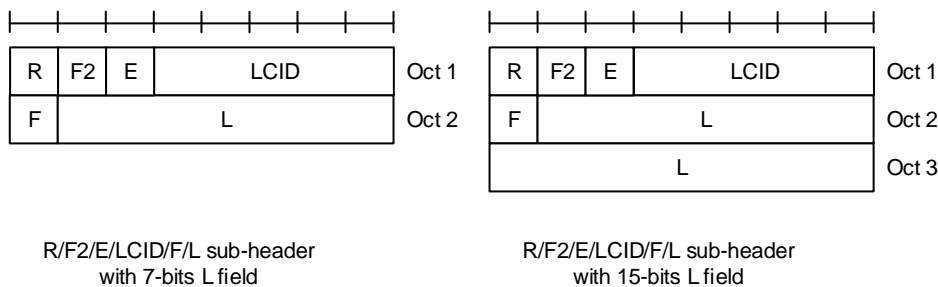 R F2 E LCID Oct 1
F L Oct 2
R F2 E LCID Oct 1
F L Oct 2
L Oct 3
R/F2/E/LCID/F/L sub-header
with 7-bits L field
R/F2/E/LCID/F/L sub-header
with 15-bits L field